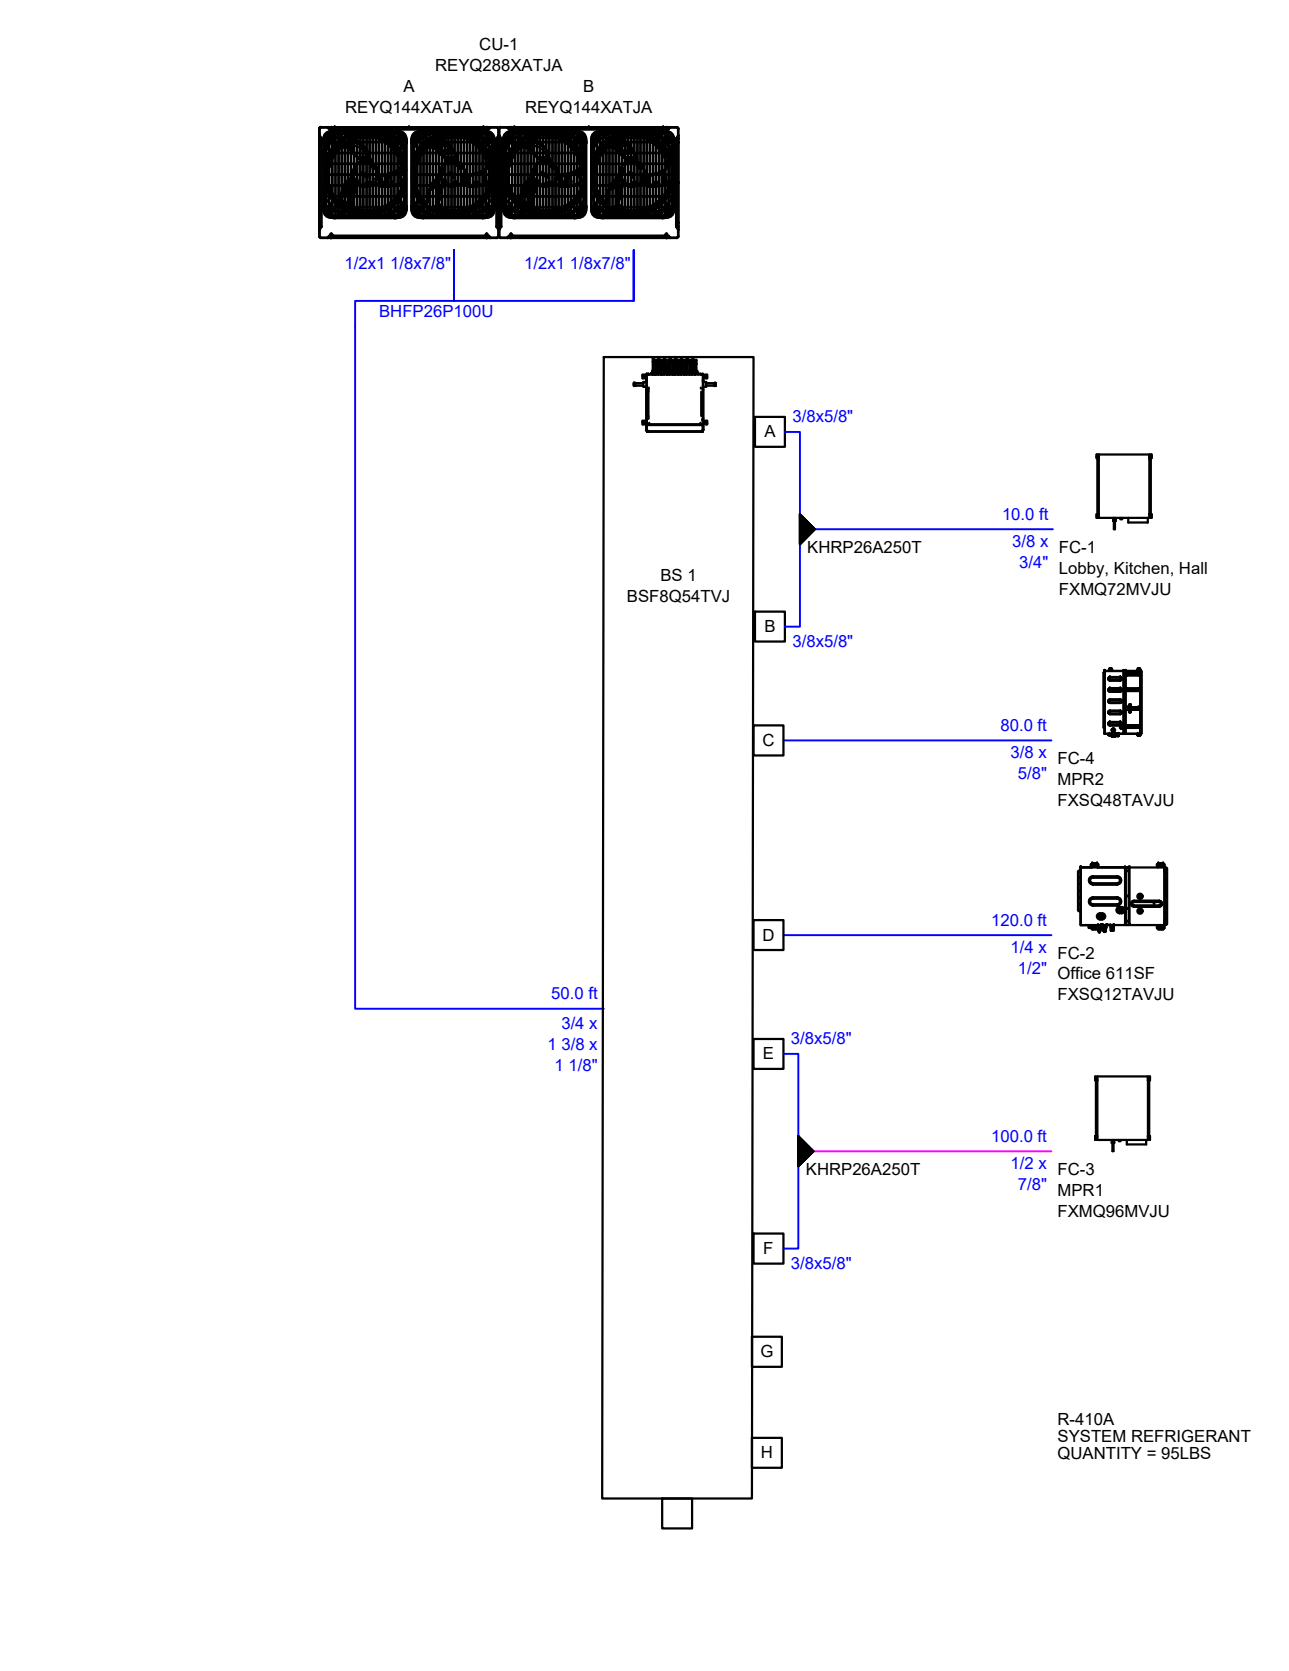 CU-1
REYQ288XATJA
A
REYQ144XATJA
B
REYQ144XATJA
1/2x1 1/8x7/8"
1/2x1 1/8x7/8"
BHFP26P100U
BS 1
BSF8Q54TVJ
A
3/8x5/8"
B
3/8x5/8"
KHRP26A250T
10.0 ft
3/8 x
3/4"
FC-1
Lobby, Kitchen, Hall
FXMQ72MVJU
C
80.0 ft
3/8 x
5/8"
FC-4
MPR2
FXSQ48TAVJU
D
120.0 ft
1/4 x
1/2"
FC-2
Office 611SF
FXSQ12TAVJU
50.0 ft
3/4 x
1 3/8 x
1 1/8"
E
3/8x5/8"
KHRP26A250T
100.0 ft
1/2 x
7/8"
FC-3
MPR1
FXMQ96MVJU
F
3/8x5/8"
G
H
R-410A
SYSTEM REFRIGERANT
QUANTITY = 95LBS